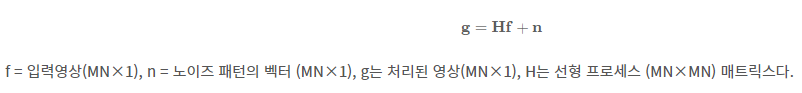 g = Hf + n
f = 입력영상(MN×1), n = 노이즈 패턴의 벡터 (MN×1), g는 처리된 영상(MN×1), H는 선형 프로세스 (MN×MN) 매트릭스다.